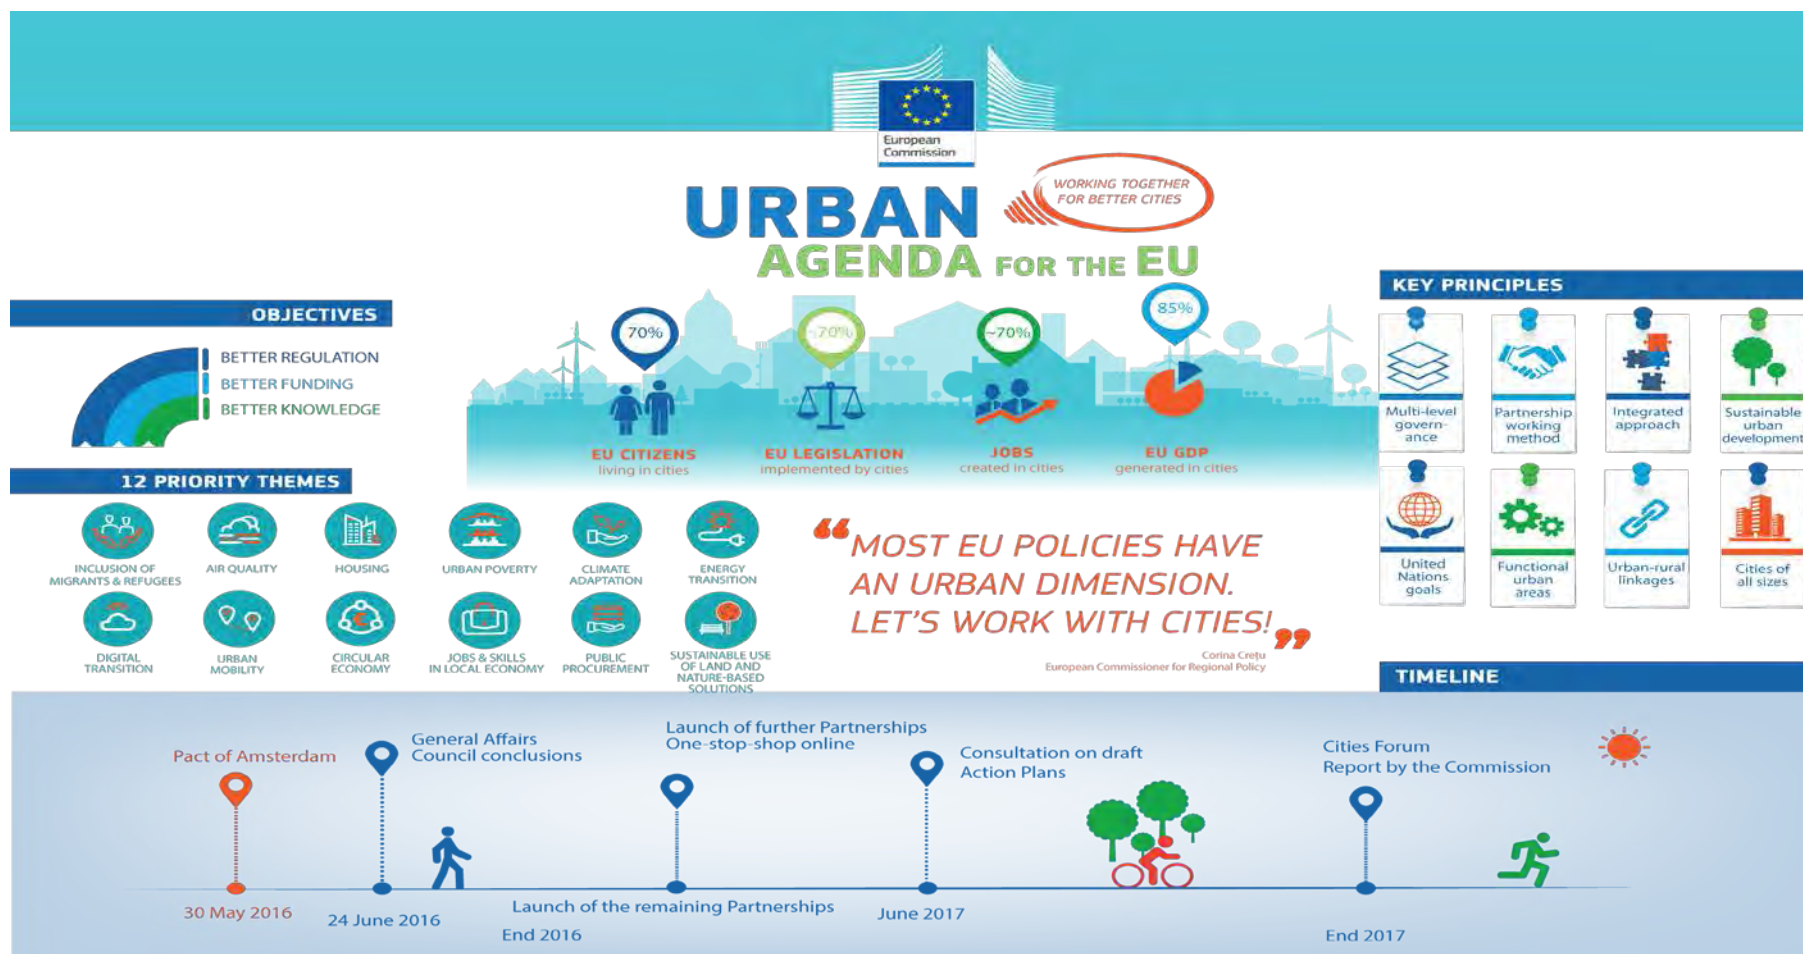 European
Commission
WORKING TOGETHER
FOR BETTER CITIES
URBAN
AGENDA FOR THE EU
OBJECTIVES
BETTER REGULATION
BETTER FUNDING
BETTER KNOWLEDGE
70%
~70%
~70%
85%
EU CITIZENS
living in cities
EU LEGISLATION
implemented by cities
JOBS
created in cities
EU GDP
generated in cities
KEY PRINCIPLES
Multi-level
govern-
ance
Partnership
working
method
Integrated
approach
Sustainable
urban
development
United
Nations
goals
Functional
urban
areas
Urban-rural
linkages
Cities of
all sizes
12 PRIORITY THEMES
INCLUSION OF
MIGRANTS & REFUGEES
AIR QUALITY
HOUSING
URBAN POVERTY
CLIMATE
ADAPTATION
ENERGY
TRANSITION
DIGITAL
TRANSITION
URBAN
MOBILITY
CIRCULAR
ECONOMY
JOBS & SKILLS
IN LOCAL ECONOMY
PUBLIC
PROCUREMENT
SUSTAINABLE USE
OF LAND AND
NATURE-BASED
SOLUTIONS
“MOST EU POLICIES HAVE
AN URBAN DIMENSION.
LET'S WORK WITH CITIES!”
Corina Crețu
European Commissioner for Regional Policy
TIMELINE
Pact of Amsterdam
30 May 2016
General Affairs
Council conclusions
24 June 2016
Launch of further Partnerships
One-stop-shop online
Launch of the remaining Partnerships
End 2016
Consultation on draft
Action Plans
June 2017
Cities Forum
Report by the Commission
End 2017